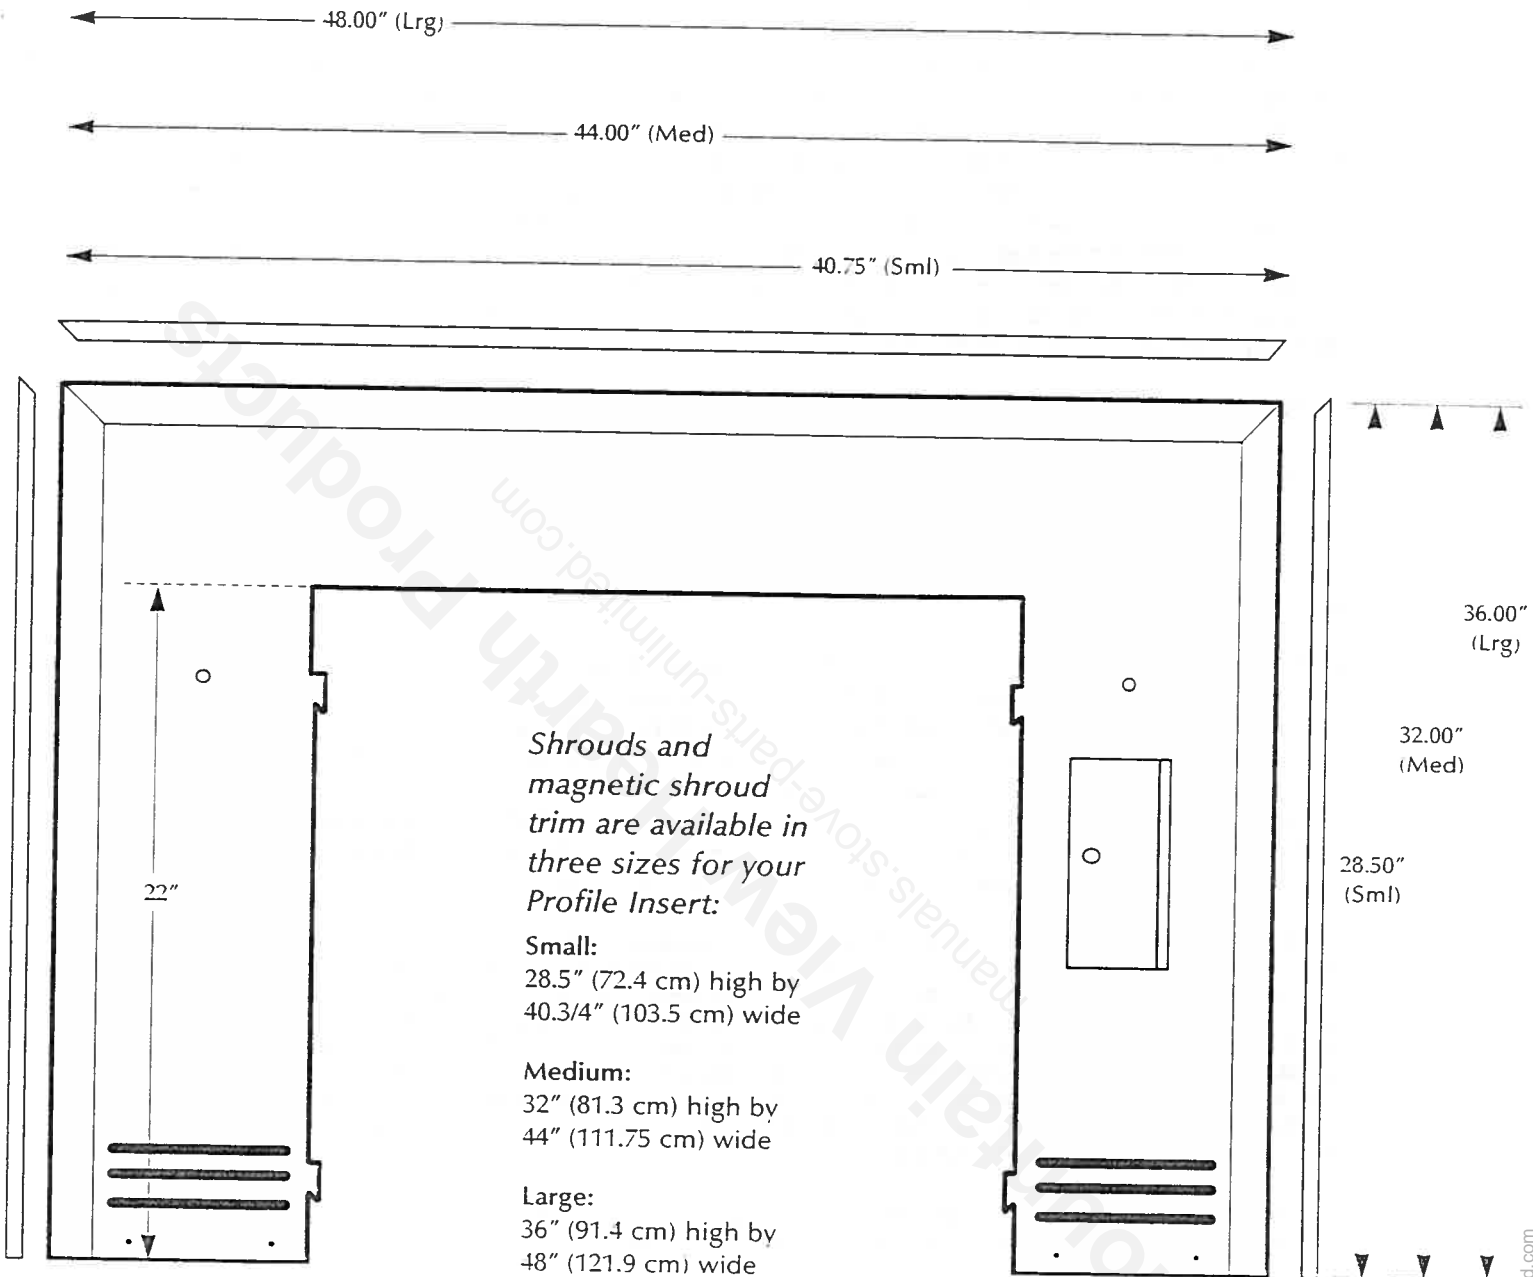 48.00" (Lrg)
44.00" (Med)
40.75" (Sml)
36.00"
(Lrg)
32.00"
(Med)
28.50"
(Sml)
22"
Shrouds and
magnetic shroud
trim are available in
three sizes for your
Profile Insert:
Small:
28.5" (72.4 cm) high by
40.3/4" (103.5 cm) wide
Medium:
32" (81.3 cm) high by
44" (111.75 cm) wide
Large:
36" (91.4 cm) high by
48" (121.9 cm) wide
View Hearth Products
manuals.stove-parts-unlimited.com
d.com